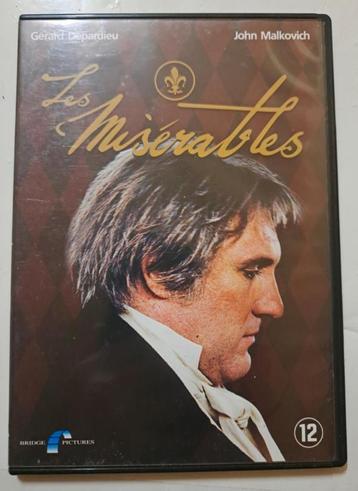 Gérard Depardieu John Malkovich
Les
Misérables
BRIDGE PICTURES
12